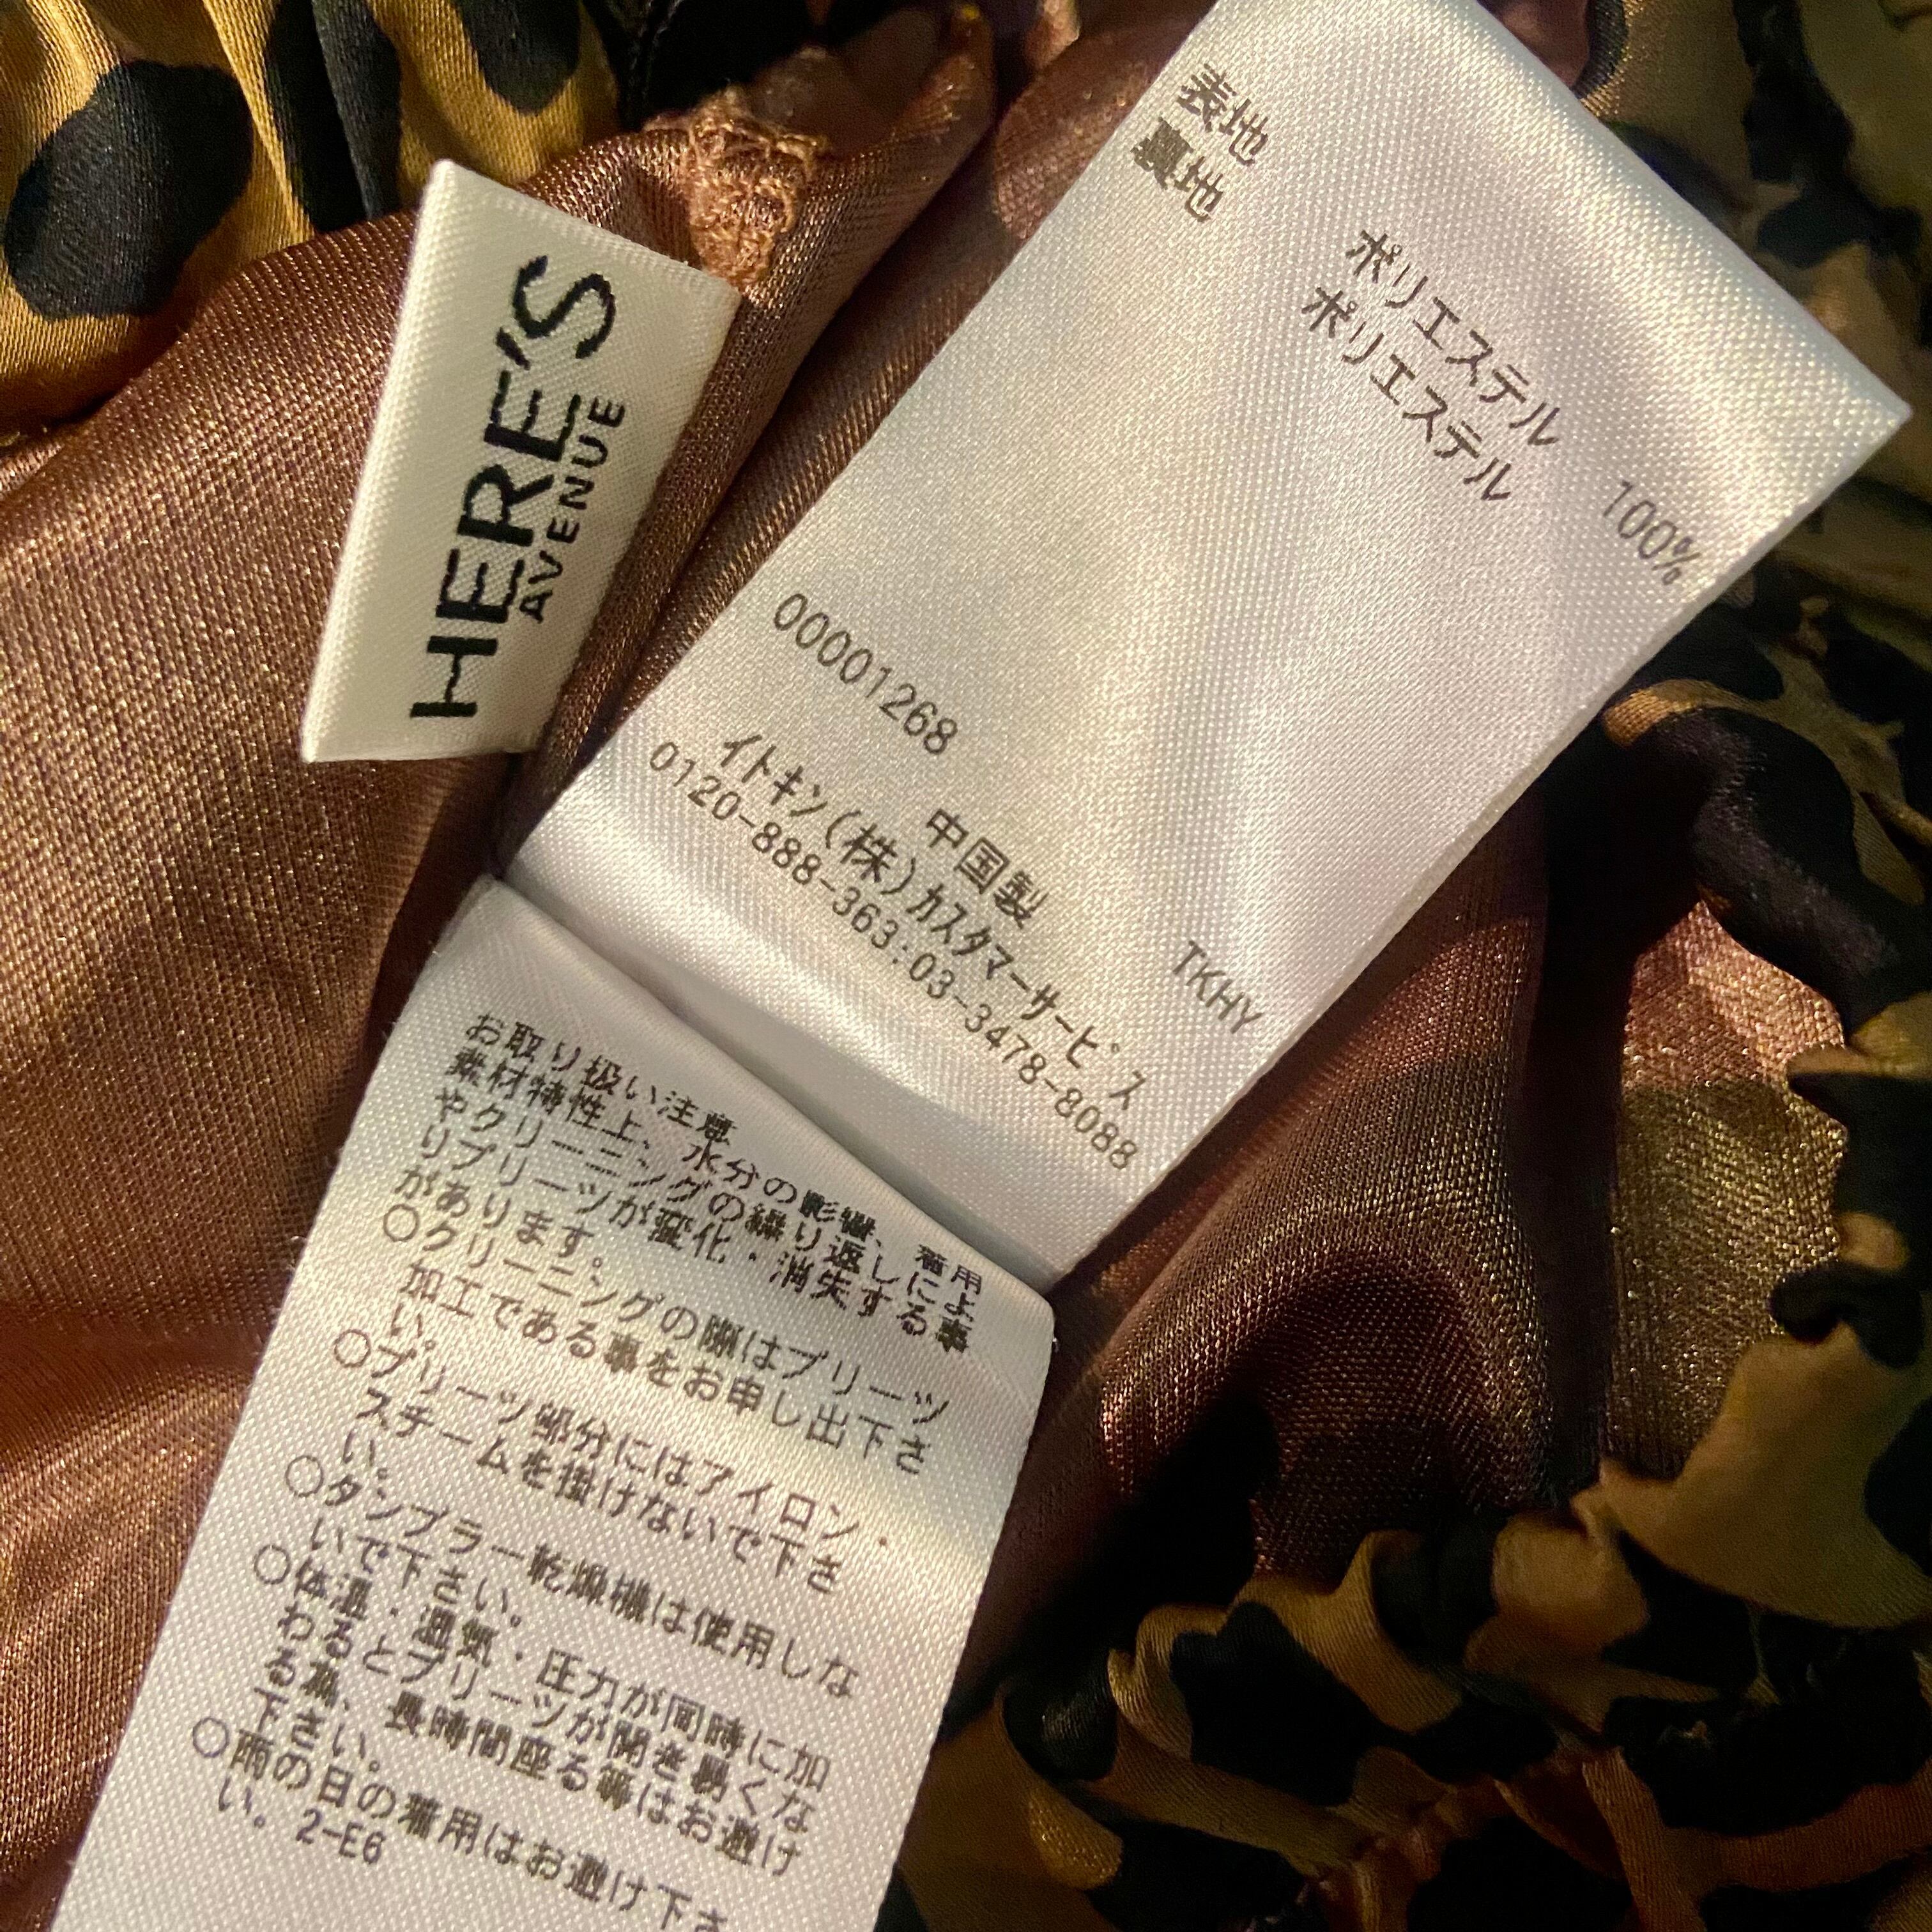 HERE'S
AVENUE
表地
裏地
ポリエステル 100%
ポリエステル
00001268
中国製 TKHY
イトキン(株)カスタマーサービス
0120-888-363:03-3478-8088
お取り扱い注意
素材特性上、水分の影響、着用
やクリーニングの繰り返しによ
りプリーツが変化・消失する事
があります。
○クリーニングの際はプリーツ
加工である事をお申し出下さ
い。
○プリーツ部分にはアイロン・
スチームを掛けないで下さ
い。
○タンブラー乾燥機は使用しな
いで下さい。
○体温・湿気・圧力が同時に加
わるとプリーツが開き易くな
る為、長時間座る等はお避け
下さい。
○雨の日の着用はお避け下さ
い。2-E6